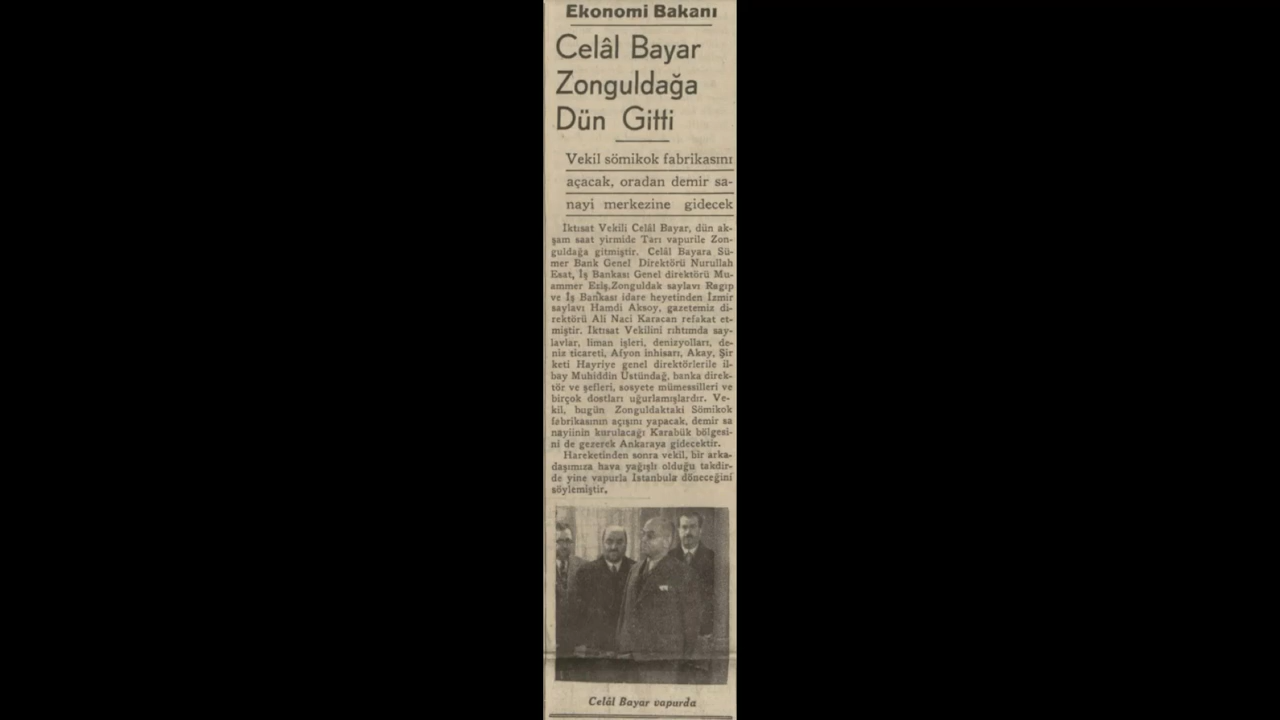 Ekonomi Bakanı
Celâl Bayar
Zonguldağa
Dün Gitti
Vekil sömikok fabrikasını
açacak, oradan demir sa-
nayi merkezine gidecek
İktısat Vekili Celâl Bayar, dün ak-
şam saat yirmide Tarı vapurile Zon-
guldağa gitmiştir. Celâl Bayara Sü-
mer Bank Genel Direktörü Nurullah
Esat, İş Bankası Genel direktörü Mu-
ammer Eriş, Zonguldak saylavı Ragıp
ve İş Bankası idare heyetinden İzmir
saylavı Hamdi Aksoy, gazetemiz di-
rektörü Ali Naci Karacan refakat et-
miştir. İktısat Vekilini rıhtımda say-
lavlar, liman işleri, denizyolları, de-
niz ticareti, Afyon inhisarı, Akay, Şir
keti Hayriye genel direktörlerile il-
bay Muhiddin Üstündağ, banka direk-
tör ve şefleri, sosyete mümessilleri ve
birçok dostları uğurlamışlardır. Ve-
kil, bugün Zonguldaktaki Sömikok
febrikasının açışını yapacak, demir sa
nayiinin kurulacağı Karabük bölgesi-
ni de gezerek Ankaraya gidecektir.
Hareketinden sonra vekil, bir arka-
daşımıza hava yağışlı olduğu takdir-
de yine vapurla İstanbula döneceğini
söylemiştir.
Celâl Bayar vapurda